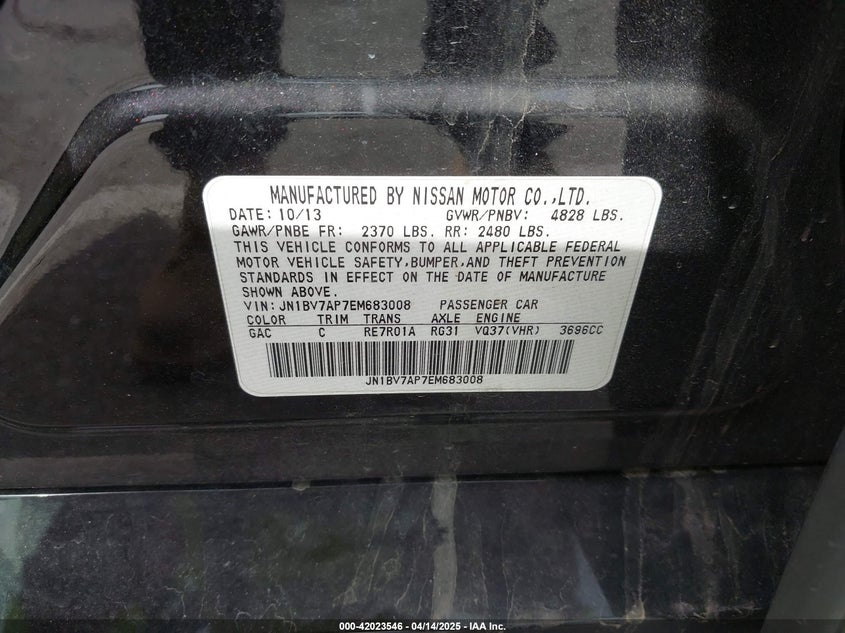 MANUFACTURED BY NISSAN MOTOR CO.,LTD.
DATE: 10/13 GVWR/PNBV: 4828 LBS.
GAWR/PNBE FR: 2370 LBS. RR: 2480 LBS.
THIS VEHICLE CONFORMS TO ALL APPLICABLE FEDERAL
MOTOR VEHICLE SAFETY,BUMPER,AND THEFT PREVENTION
STANDARDS IN EFFECT ON THE DATE OF MANUFACTURE
SHOWN ABOVE.
VIN:JN1BV7AP7EM683008 PASSENGER CAR
COLOR TRIM TRANS AXLE ENGINE
GAC C RE7R01A RG31 VQ37(VHR) 3696CC
JN1BV7AP7EM683008
000-42023546 - 04/14/2025 - IAA Inc.